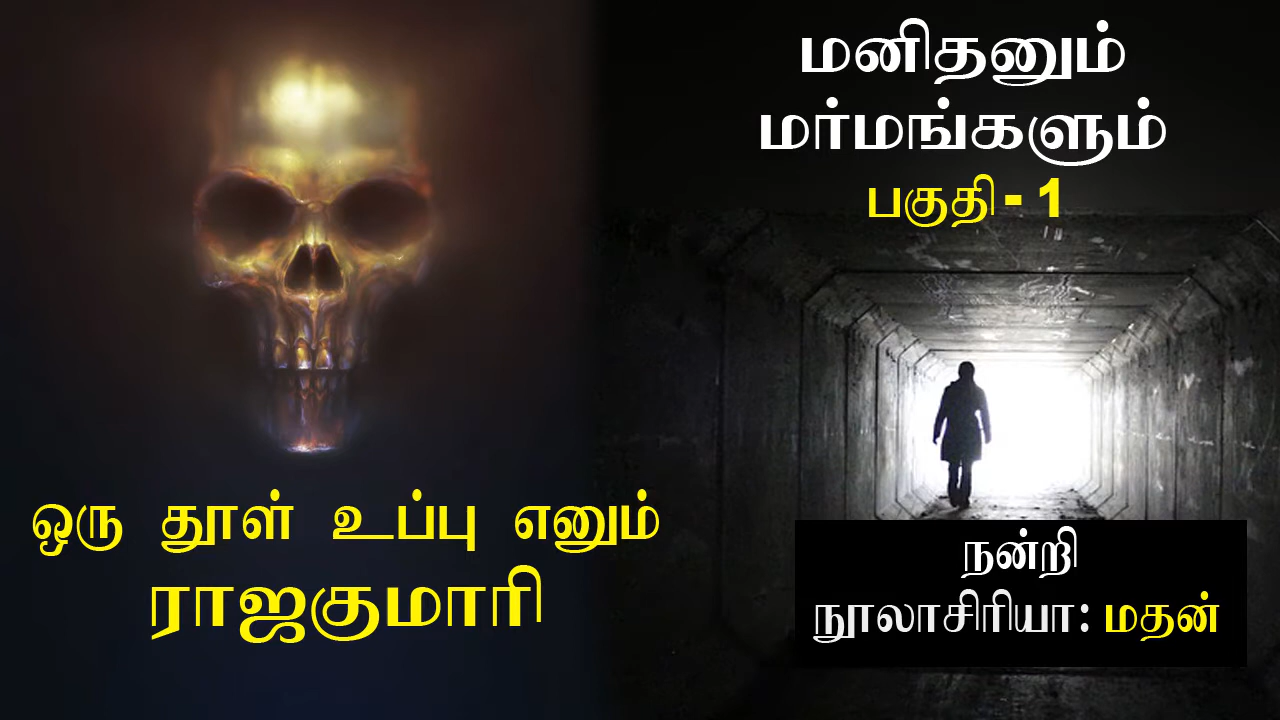 மனிதனும்
மர்மங்களும்
பகுதி - 1
ஒரு தூள் உப்பு எனும்
ராஜகுமாரி
நன்றி
நூலாசிரியா: மதன்